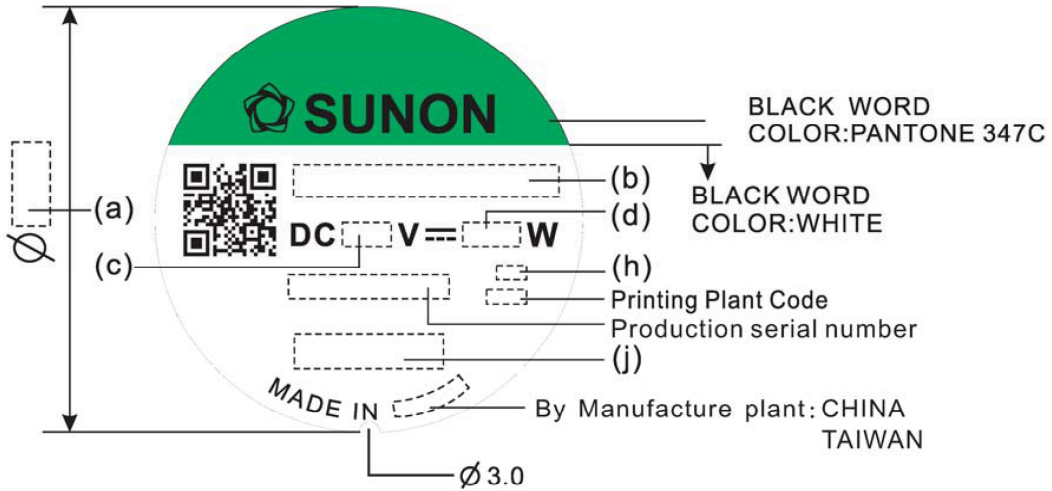 SUNON
BLACK WORD
COLOR:PANTONE 347C
(a)
(b)
BLACK WORD
COLOR:WHITE
(d)
DC V W
(c)
(h)
Printing Plant Code
Production serial number
(j)
MADE IN
By Manufacture plant: CHINA
TAIWAN
Ø
Ø 3.0